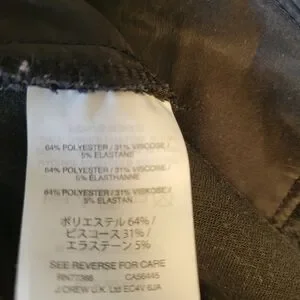 64% POLYESTER / 31% VISCOSE /
5% ELASTANE
64% POLYESTER / 31% VISCOSE /
5% ELASTHANNE
64% POLYESTER / 31% VISKOSE /
5% ELASTAN
ポリエステル 64% /
ビスコース 31% /
エラステーン 5%
SEE REVERSE FOR CARE
RN77388 CA56445
J.CREW U.K. Ltd EC4V 6JA